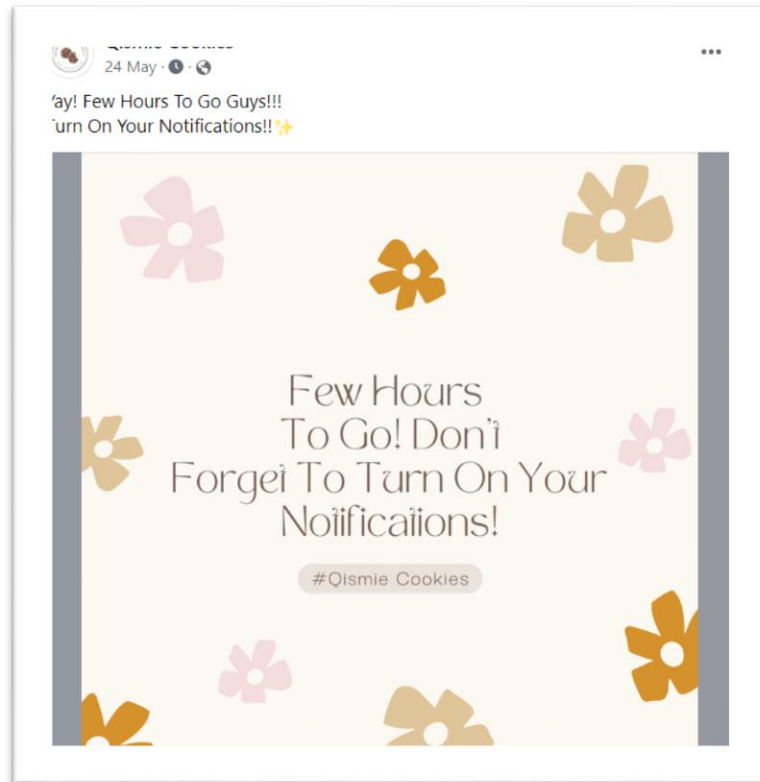 24 May
ay! Few Hours To Go Guys!!!
urn On Your Notifications!!✨
Few Hours
To Go! Don't
Forget To Turn On Your
Notifications!
#Qismie Cookies